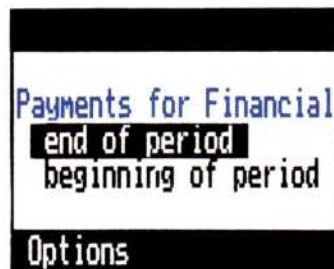 Payments for Financial
end of period
beginning of period
Options